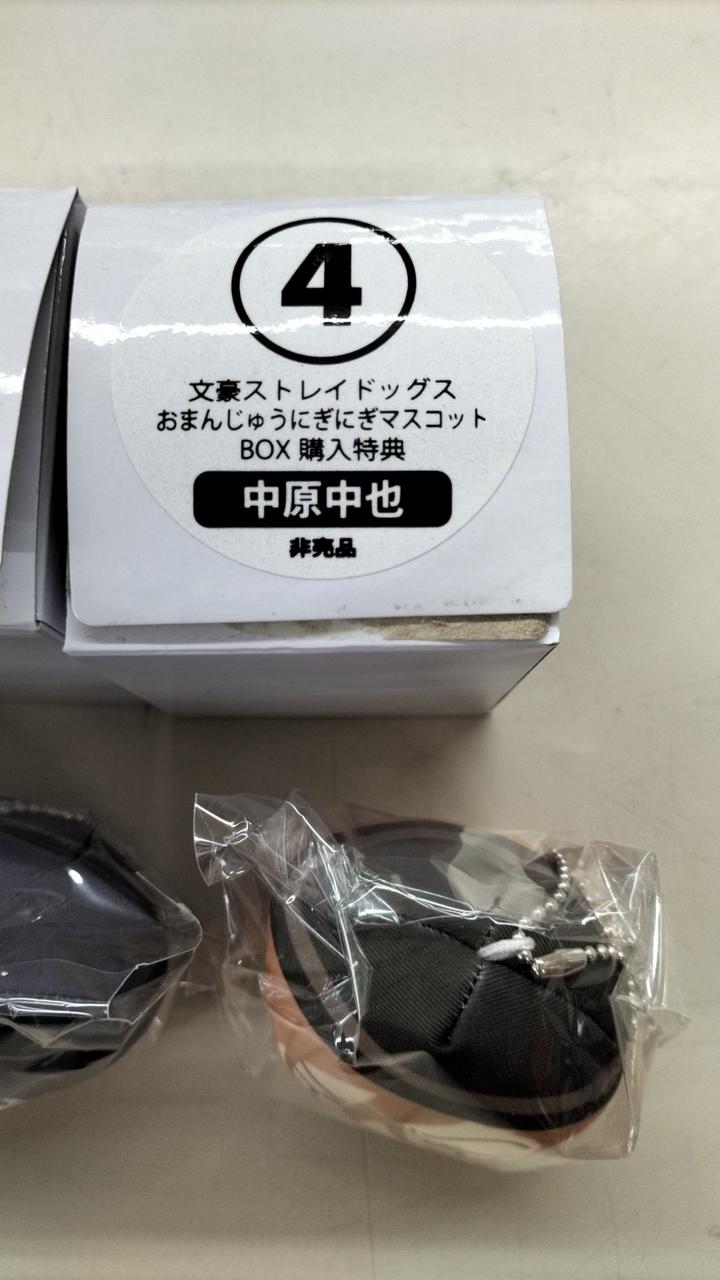 4
文豪ストレイドッグス
おまんじゅうにぎにぎマスコット
BOX 購入特典
中原中也
非売品